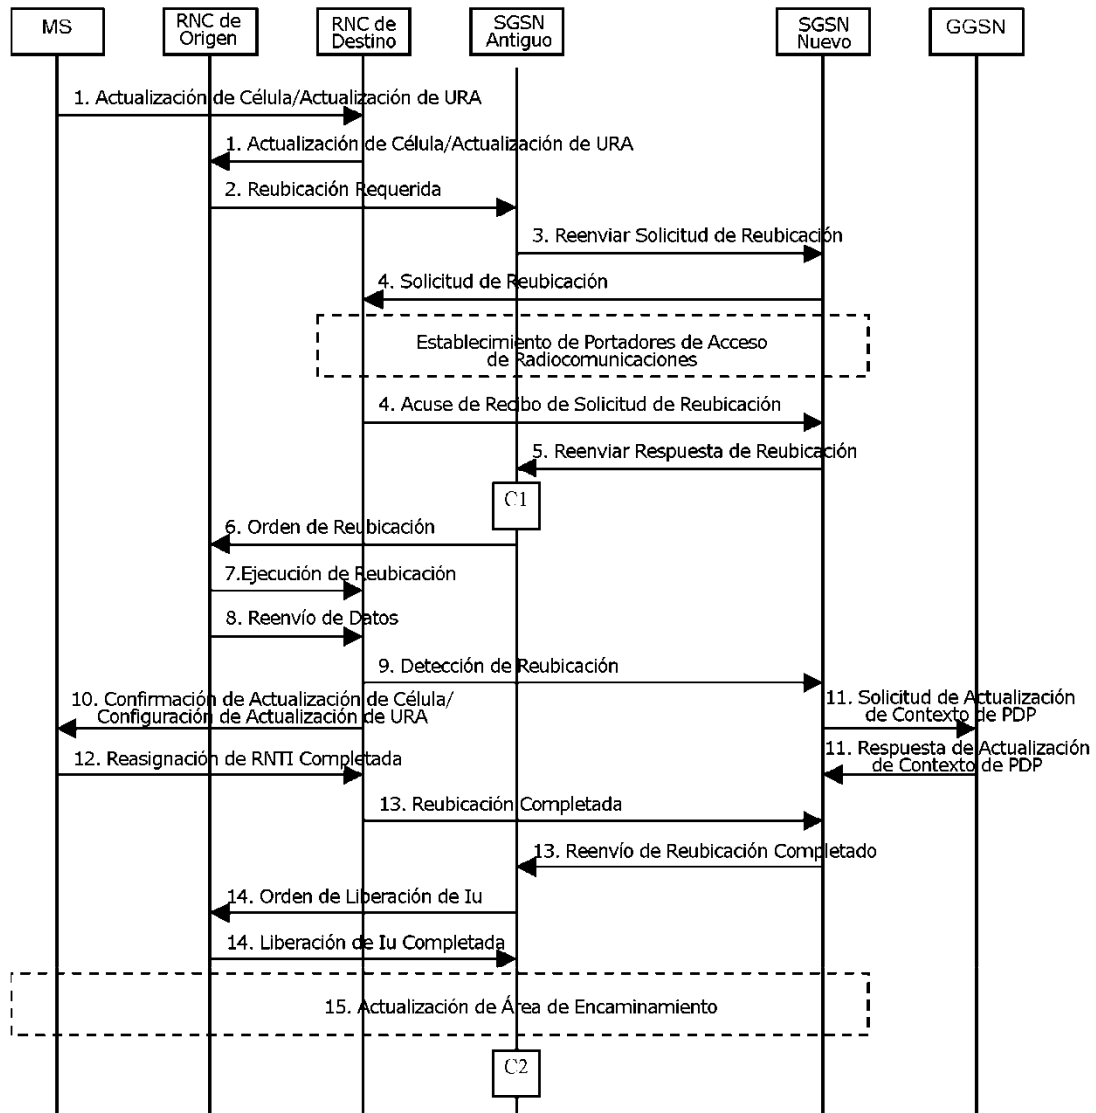 MS
RNC de
Origen
RNC de
Destino
SGSN
Antiguo
SGSN
Nuevo
GGSN
1. Actualización de Célula/Actualización de URA
1. Actualización de Célula/Actualización de URA
2. Reubicación Requerida
3. Reenviar Solicitud de Reubicación
4. Solicitud de Reubicación
Establecimiento de Portadores de Acceso
de Radiocomunicaciones
4. Acuse de Recibo de Solicitud de Reubicación
5. Reenviar Respuesta de Reubicación
C1
6. Orden de Reubicación
7.Ejecución de Reubicación
8. Reenvío de Datos
9. Detección de Reubicación
10. Confirmación de Actualización de Célula/
Configuración de Actualización de URA
11. Solicitud de Actualización
de Contexto de PDP
12. Reasignación de RNTI Completada
11. Respuesta de Actualización
de Contexto de PDP
13. Reubicación Completada
13. Reenvío de Reubicación Completado
14. Orden de Liberación de Iu
14. Liberación de Iu Completada
15. Actualización de Área de Encaminamiento
C2